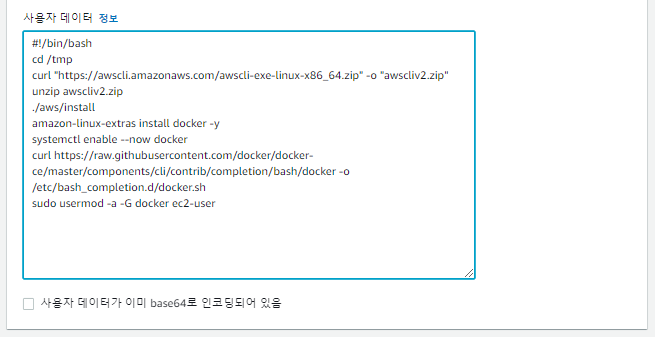 사용자 데이터 정보
#!/bin/bash
cd /tmp
curl "https://awscli.amazonaws.com/awscli-exe-linux-x86_64.zip" -o "awscliv2.zip"
unzip awscliv2.zip
./aws/install
amazon-linux-extras install docker -y
systemctl enable --now docker
curl https://raw.githubusercontent.com/docker/docker-
ce/master/components/cli/contrib/completion/bash/docker -o
/etc/bash_completion.d/docker.sh
sudo usermod -a -G docker ec2-user
사용자 데이터가 이미 base64로 인코딩되어 있음